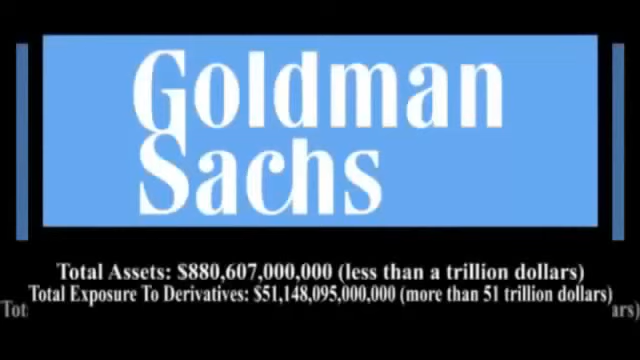 Goldman
Sachs
Total Assets: $880,607,000,000 (less than a trillion dollars)
Total Exposure To Derivatives: $51,148,095,000,000 (more than 51 trillion dollars)